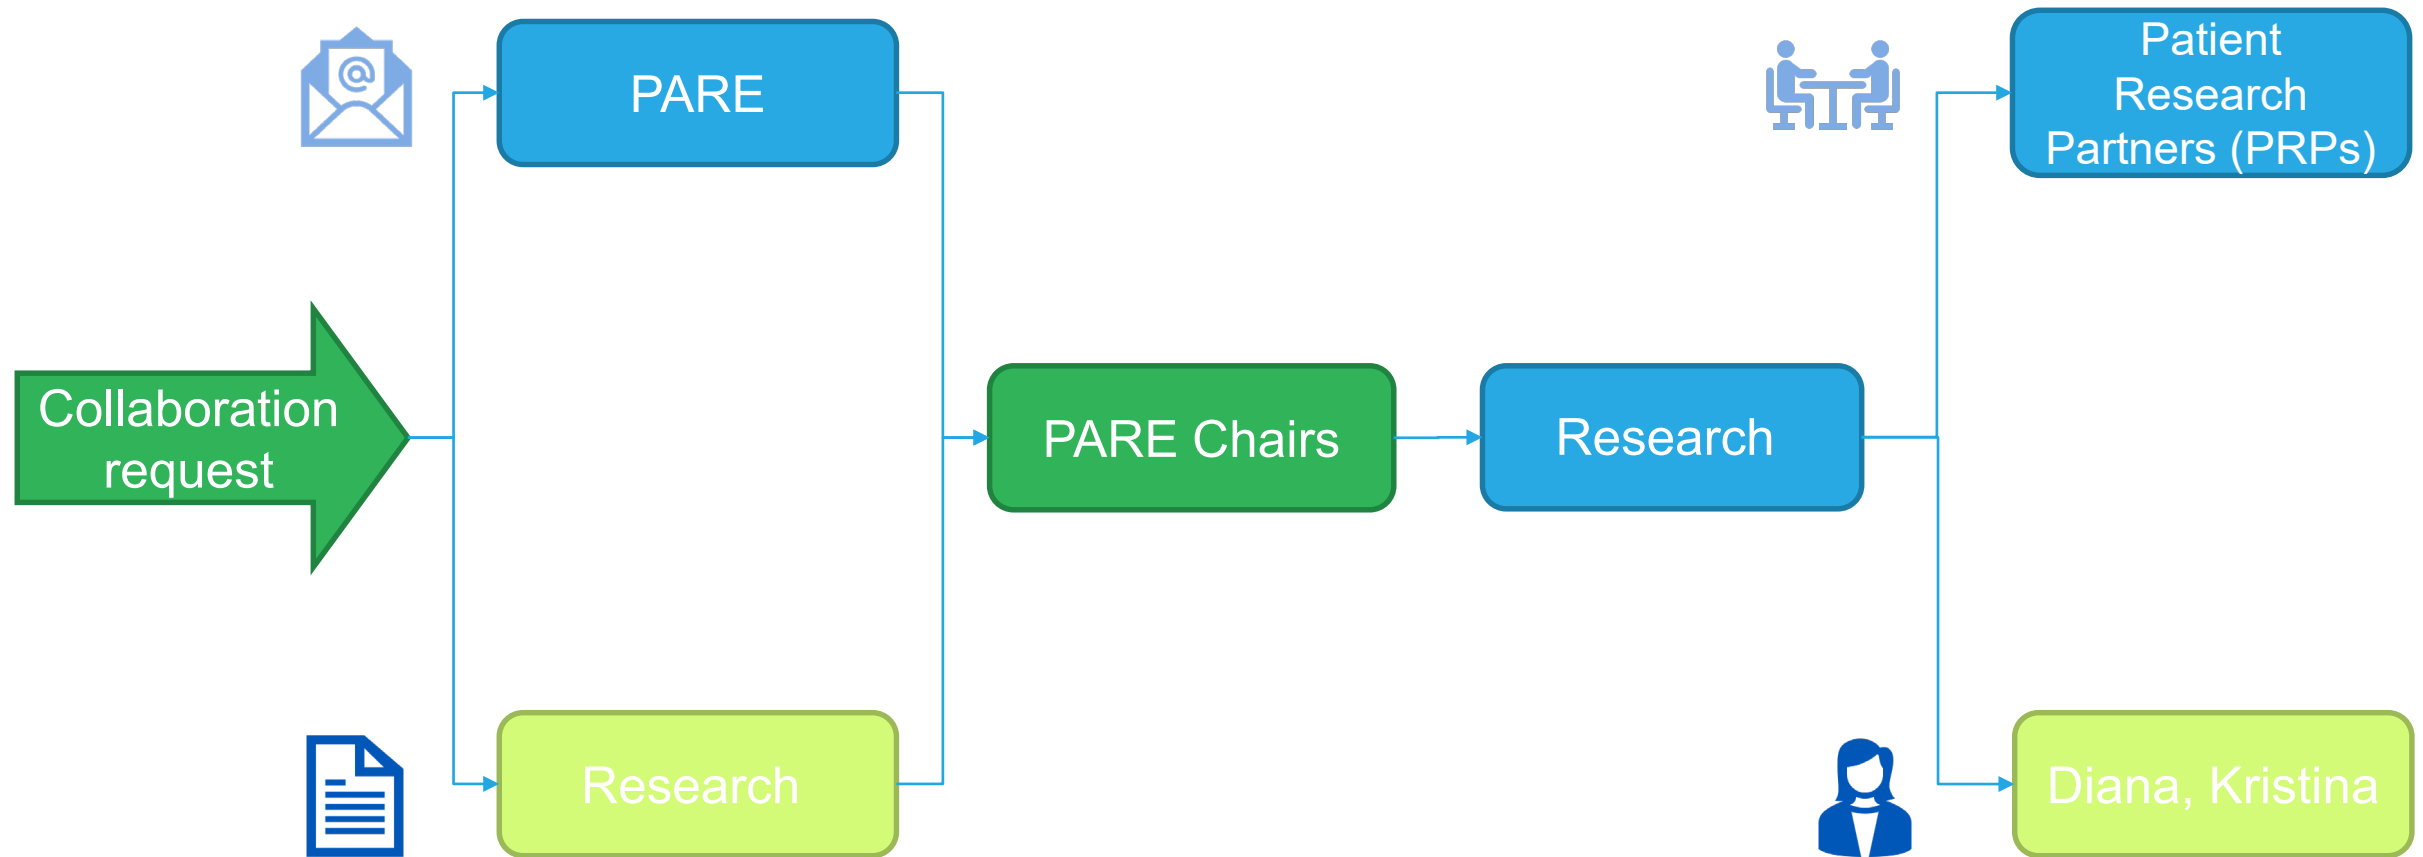 PARE
Patient
Research
Partners (PRPs)
Collaboration
request
PARE Chairs
Research
Research
Diana, Kristina